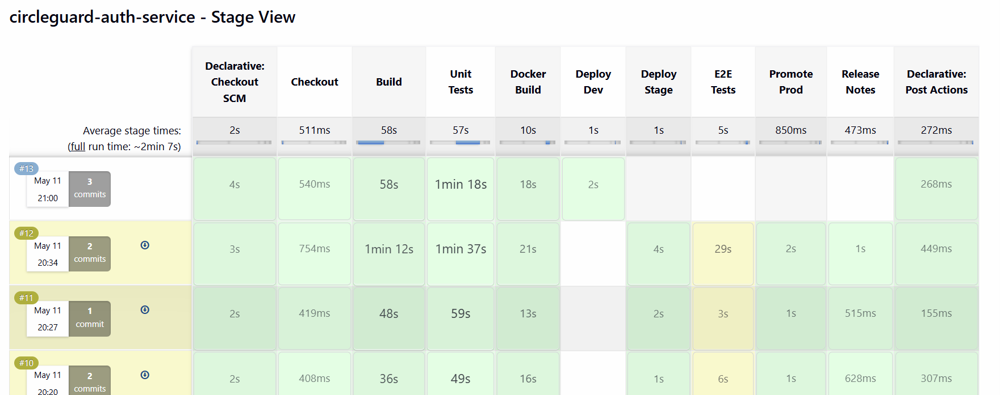 circleguard-auth-service - Stage View
Declarative: Checkout SCM
Checkout
Build
Unit Tests
Docker Build
Deploy Dev
Deploy Stage
E2E Tests
Promote Prod
Release Notes
Declarative: Post Actions
Average stage times:
(full run time: ~2min 7s)
2s 511ms 58s 57s 10s 1s 1s 5s 850ms 473ms 272ms
#13
May 11 21:00
3 commits
4s 540ms 58s 1min 18s 18s 2s 268ms
#12
May 11 20:34
2 commits
3s 754ms 1min 12s 1min 37s 21s 4s 29s 2s 1s 449ms
#11
May 11 20:27
1 commit
2s 419ms 48s 59s 13s 2s 3s 1s 515ms 155ms
#10
May 11 20:20
2 commits
2s 408ms 36s 49s 16s 1s 6s 1s 628ms 307ms